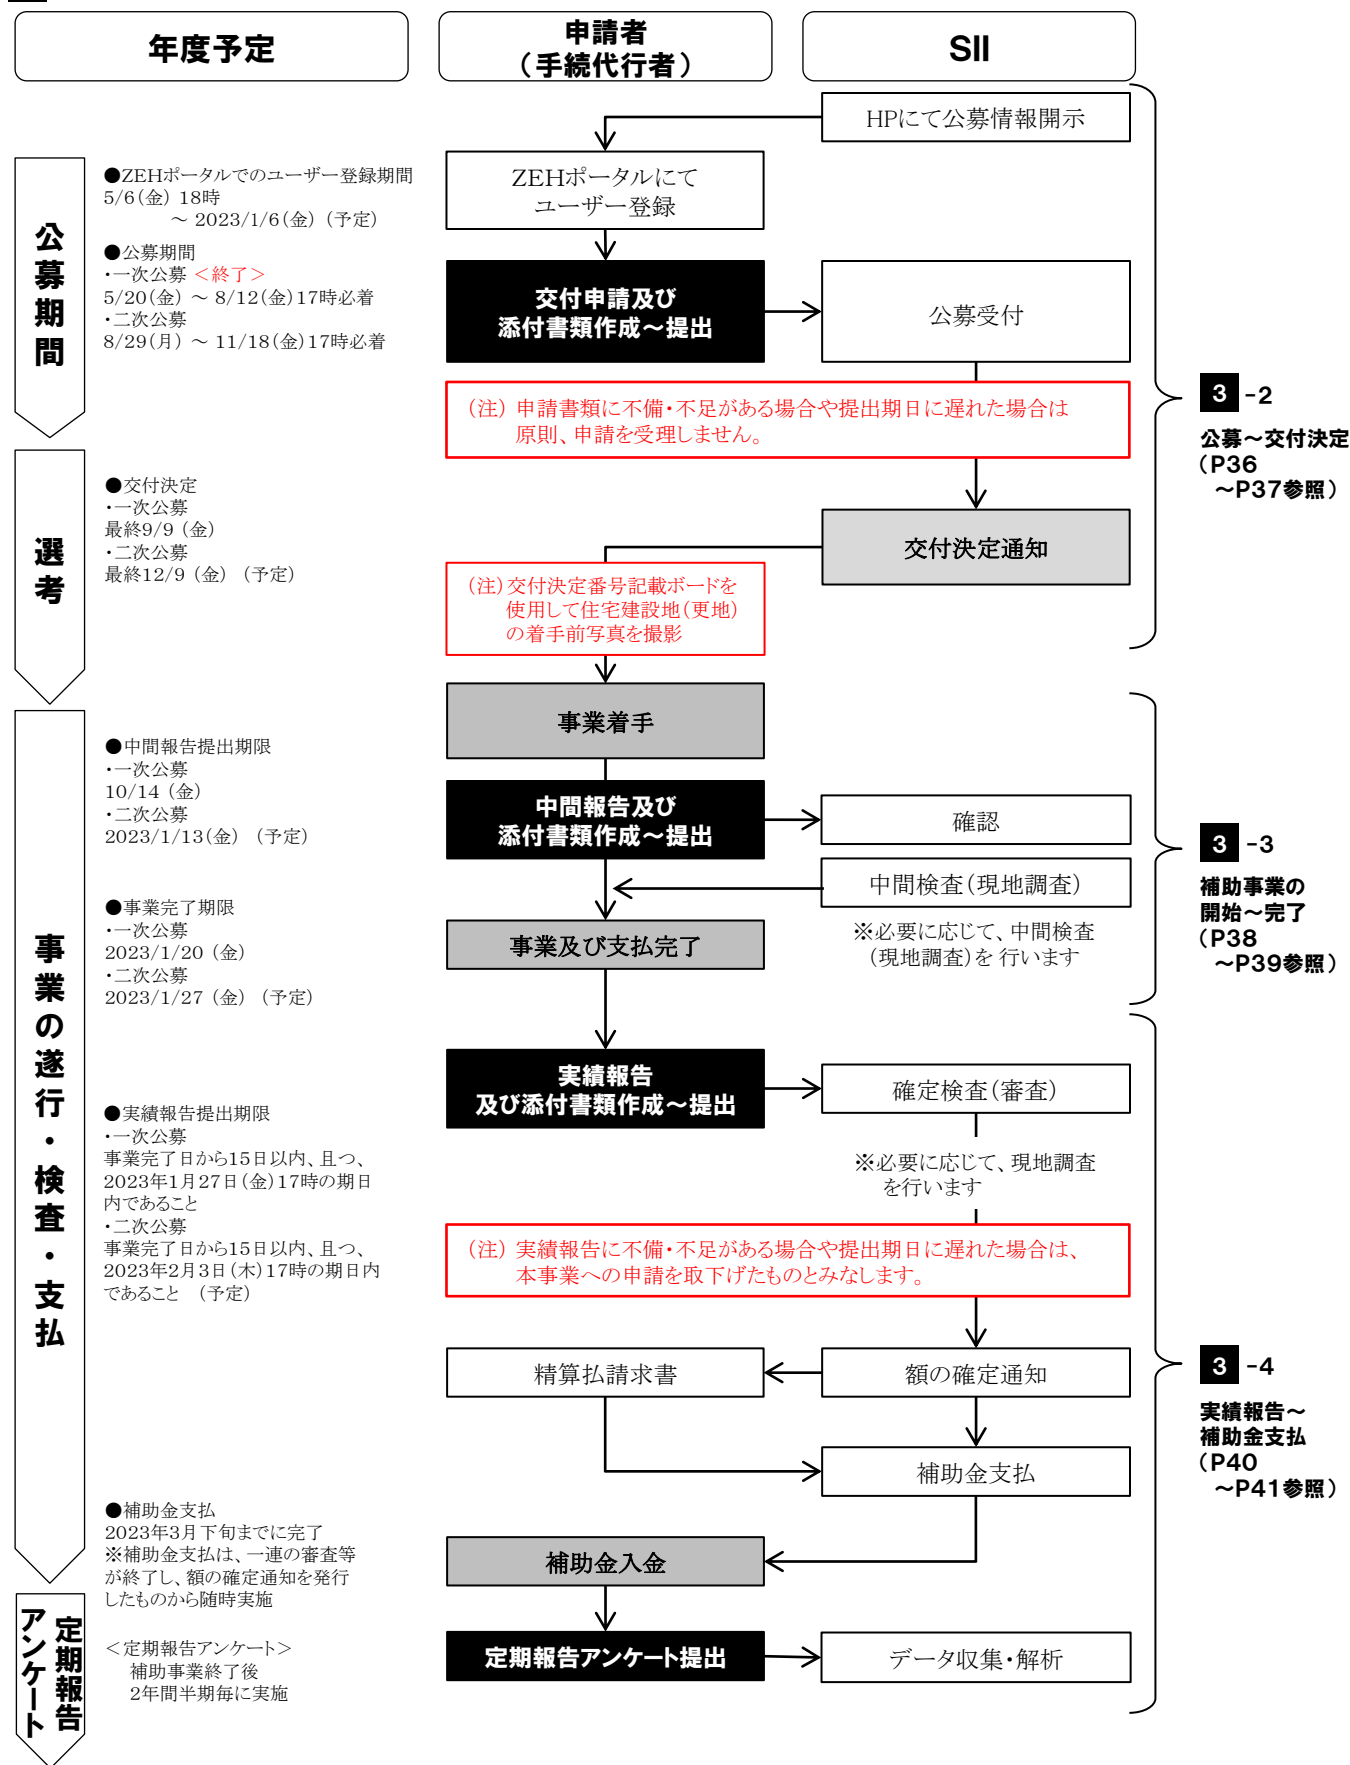 年度予定
申請者
（手続代行者）
SII
公募期間
●ZEHポータルでのユーザー登録期間
5/6（金） 18時
～ 2023/1/6（金）（予定）
●公募期間
・一次公募 ＜終了＞
5/20（金） ～ 8/12（金）17時必着
・二次公募
8/29（月） ～ 11/18（金）17時必着
HPにて公募情報開示
ZEHポータルにて
ユーザー登録
交付申請及び
添付書類作成～提出
公募受付
（注） 申請書類に不備・不足がある場合や提出期日に遅れた場合は
原則、申請を受理しません。
3 -2
公募～交付決定
（P36
～P37参照）
選考
●交付決定
・一次公募
最終9/9 （金）
・二次公募
最終12/9 （金） （予定）
交付決定通知
（注）交付決定番号記載ボードを
使用して住宅建設地（更地）
の着手前写真を撮影
事業の遂行・検査・支払
●中間報告提出期限
・一次公募
10/14 （金）
・二次公募
2023/1/13（金） （予定）
事業着手
中間報告及び
添付書類作成～提出
確認
中間検査（現地調査）
※必要に応じて、中間検査
（現地調査）を 行います
3 -3
補助事業の
開始～完了
（P38
～P39参照）
●事業完了期限
・一次公募
2023/1/20 （金）
・二次公募
2023/1/27 （金） （予定）
事業及び支払完了
実績報告
及び添付書類作成～提出
確定検査（審査）
※必要に応じて、現地調査
を行います
●実績報告提出期限
・一次公募
事業完了日から15日以内、且つ、
2023年1月27日（金）17時の期日
内であること
・二次公募
事業完了日から15日以内、且つ、
2023年2月3日（木）17時の期日内
であること （予定）
（注） 実績報告に不備・不足がある場合や提出期日に遅れた場合は、
本事業への申請を取下げたものとみなします。
精算払請求書
額の確定通知
補助金支払
3 -4
実績報告～
補助金支払
（P40
～P41参照）
●補助金支払
2023年3月下旬までに完了
※補助金支払は、一連の審査等
が終了し、額の確定通知を発行
したものから随時実施
補助金入金
定期報告
アンケート
＜定期報告アンケート＞
補助事業終了後
2年間半期毎に実施
定期報告アンケート提出
データ収集・解析